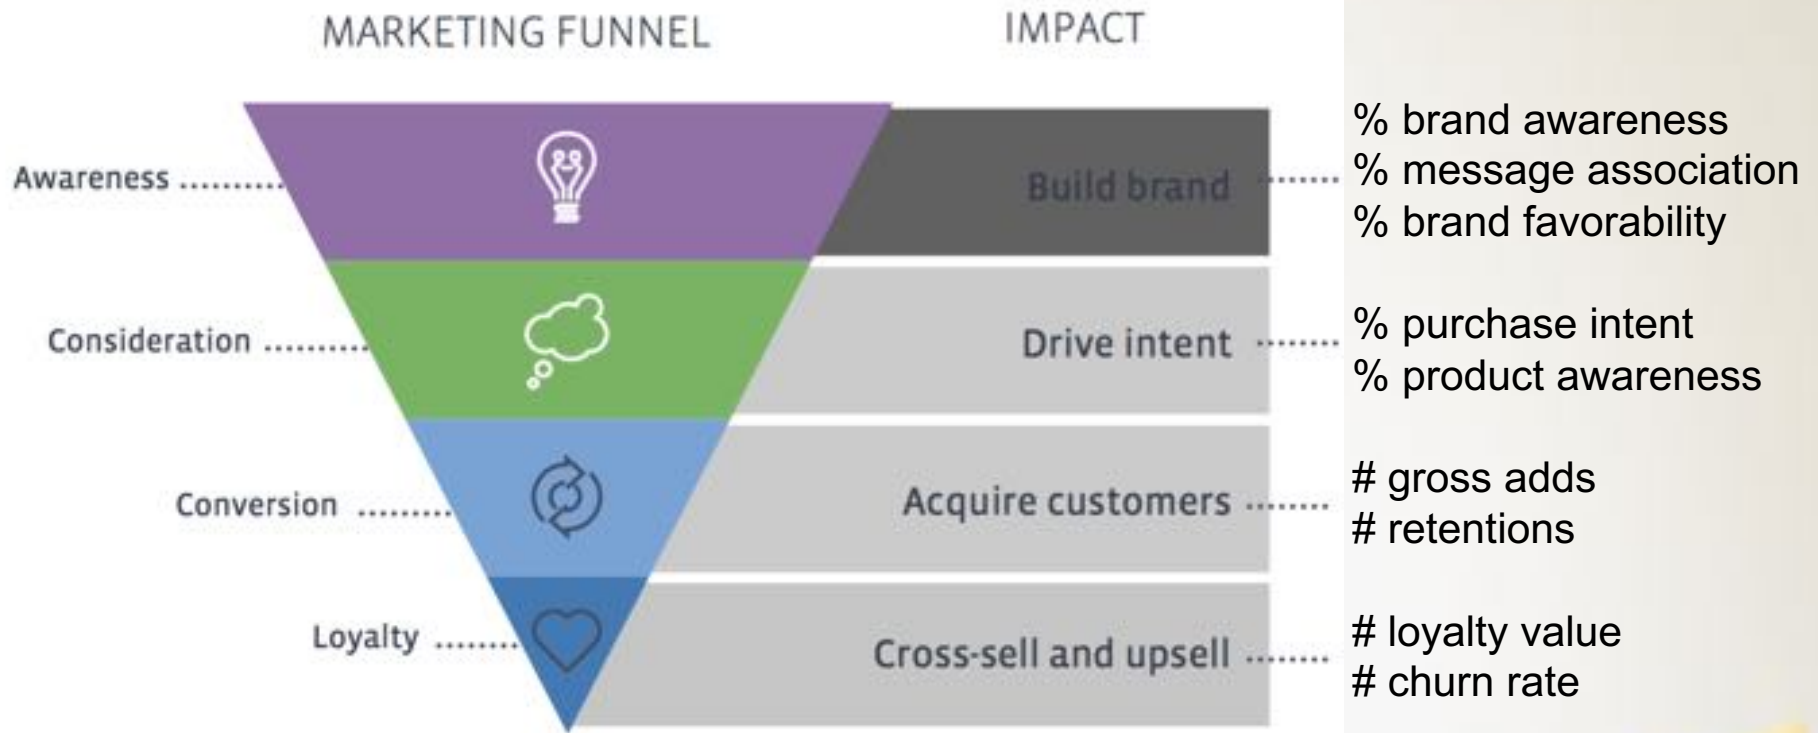 MARKETING FUNNEL
IMPACT
Awareness ..........
Build brand
% brand awareness
% message association
% brand favorability
Consideration ..........
Drive intent
% purchase intent
% product awareness
Conversion .........
Acquire customers
# gross adds
# retentions
Loyalty ........
Cross-sell and upsell
# loyalty value
# churn rate